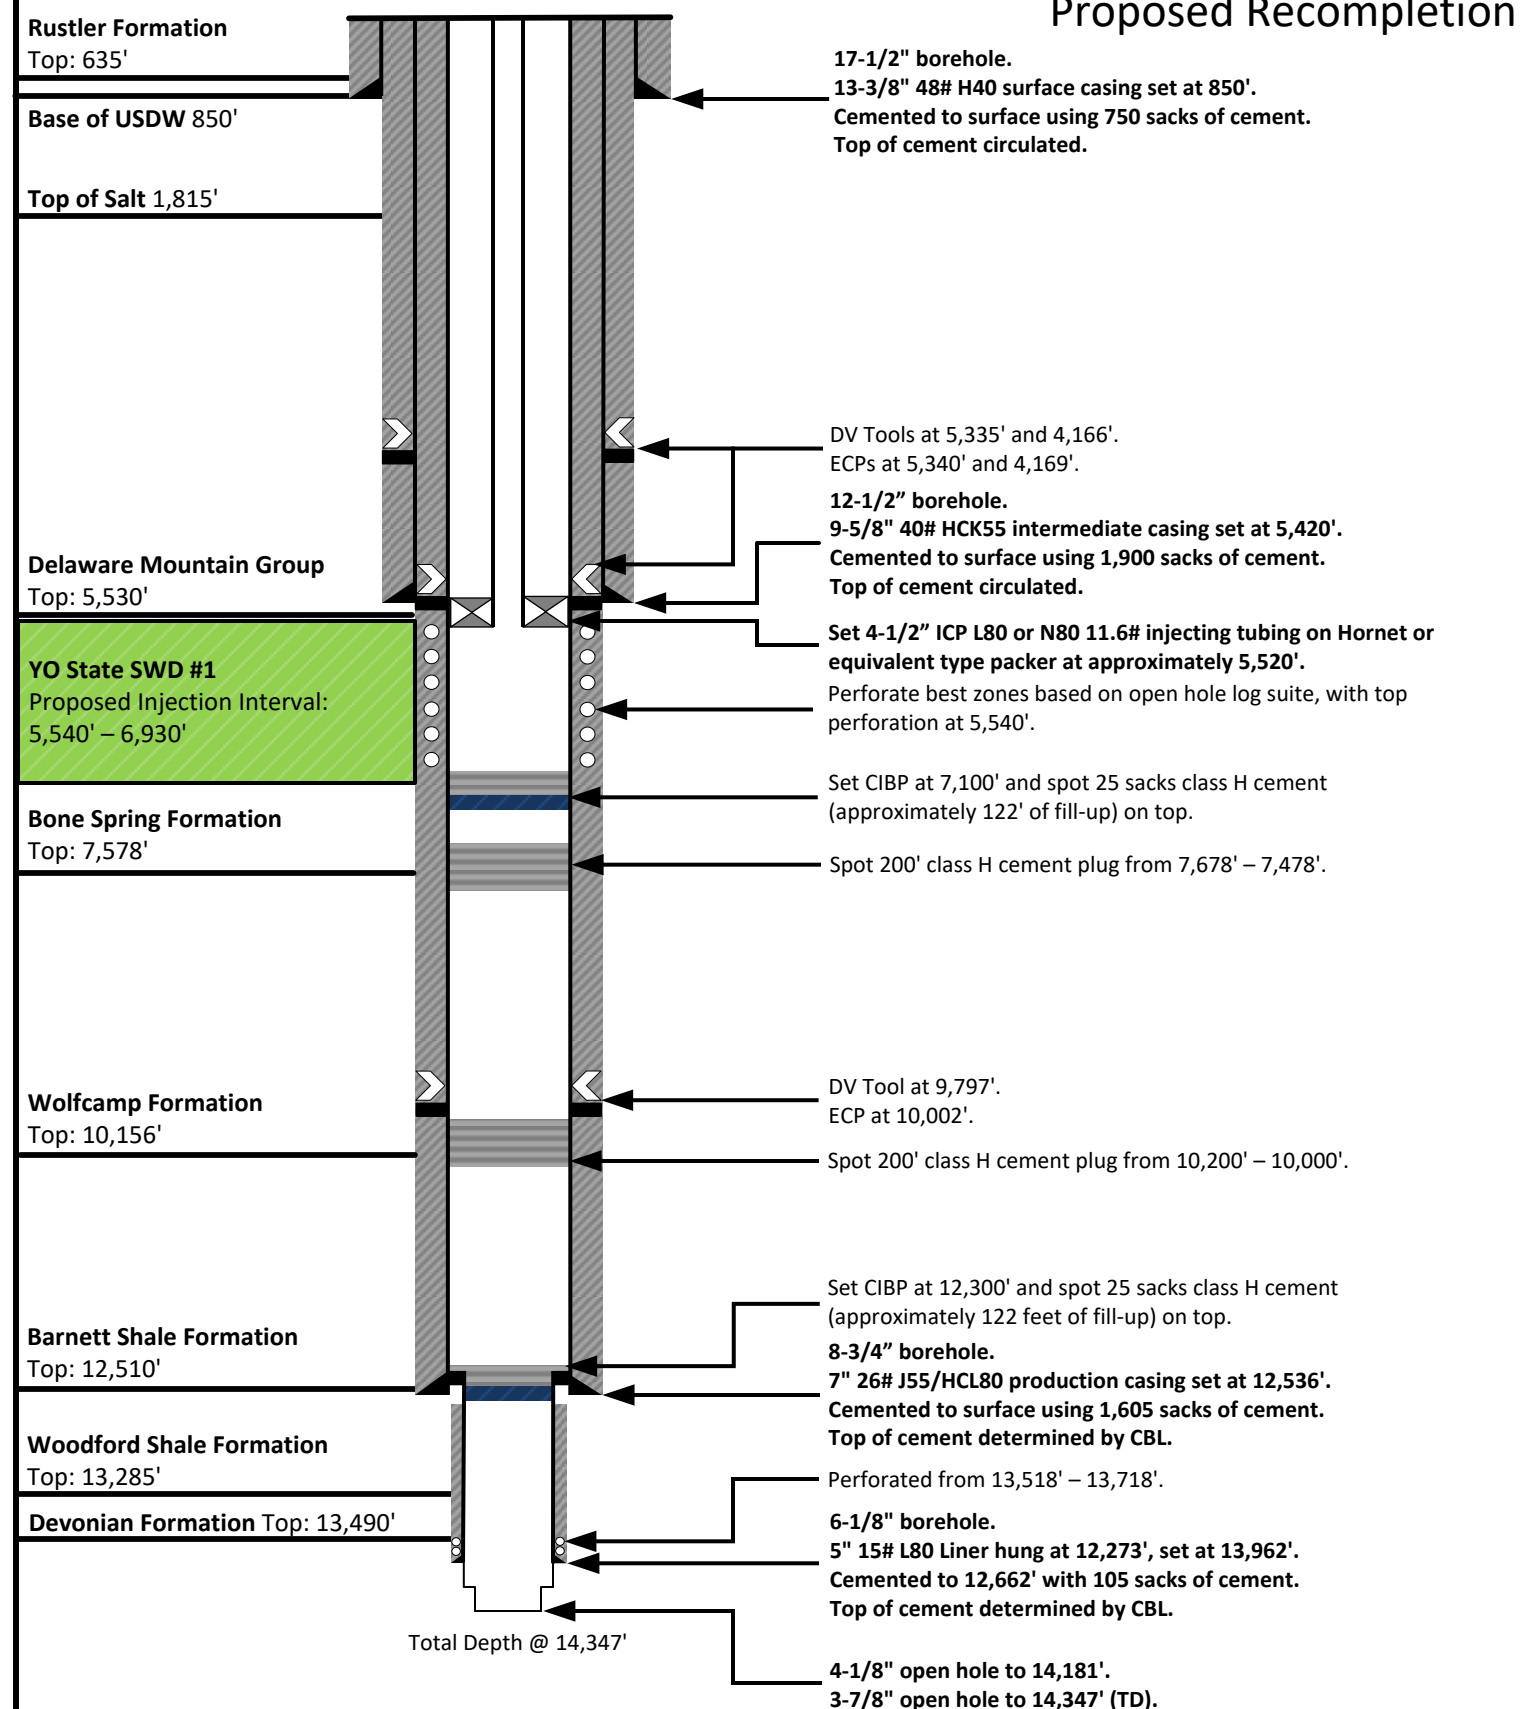 Proposed Recompletion
Rustler Formation
Top: 635'
Base of USDW 850'
Top of Salt 1,815'
Delaware Mountain Group
Top: 5,530'
YO State SWD #1
Proposed Injection Interval:
5,540' – 6,930'
Bone Spring Formation
Top: 7,578'
Wolfcamp Formation
Top: 10,156'
Barnett Shale Formation
Top: 12,510'
Woodford Shale Formation
Top: 13,285'
Devonian Formation Top: 13,490'
Total Depth @ 14,347'
17-1/2" borehole.
13-3/8" 48# H40 surface casing set at 850'.
Cemented to surface using 750 sacks of cement.
Top of cement circulated.
DV Tools at 5,335' and 4,166'.
ECPs at 5,340' and 4,169'.
12-1/2” borehole.
9-5/8" 40# HCK55 intermediate casing set at 5,420'.
Cemented to surface using 1,900 sacks of cement.
Top of cement circulated.
Set 4-1/2” ICP L80 or N80 11.6# injecting tubing on Hornet or
equivalent type packer at approximately 5,520'.
Perforate best zones based on open hole log suite, with top
perforation at 5,540'.
Set CIBP at 7,100' and spot 25 sacks class H cement
(approximately 122' of fill-up) on top.
Spot 200' class H cement plug from 7,678' – 7,478'.
DV Tool at 9,797'.
ECP at 10,002'.
Spot 200' class H cement plug from 10,200' – 10,000'.
Set CIBP at 12,300' and spot 25 sacks class H cement
(approximately 122 feet of fill-up) on top.
8-3/4” borehole.
7" 26# J55/HCL80 production casing set at 12,536'.
Cemented to surface using 1,605 sacks of cement.
Top of cement determined by CBL.
Perforated from 13,518' – 13,718'.
6-1/8" borehole.
5" 15# L80 Liner hung at 12,273', set at 13,962'.
Cemented to 12,662' with 105 sacks of cement.
Top of cement determined by CBL.
4-1/8" open hole to 14,181'.
3-7/8" open hole to 14,347' (TD).